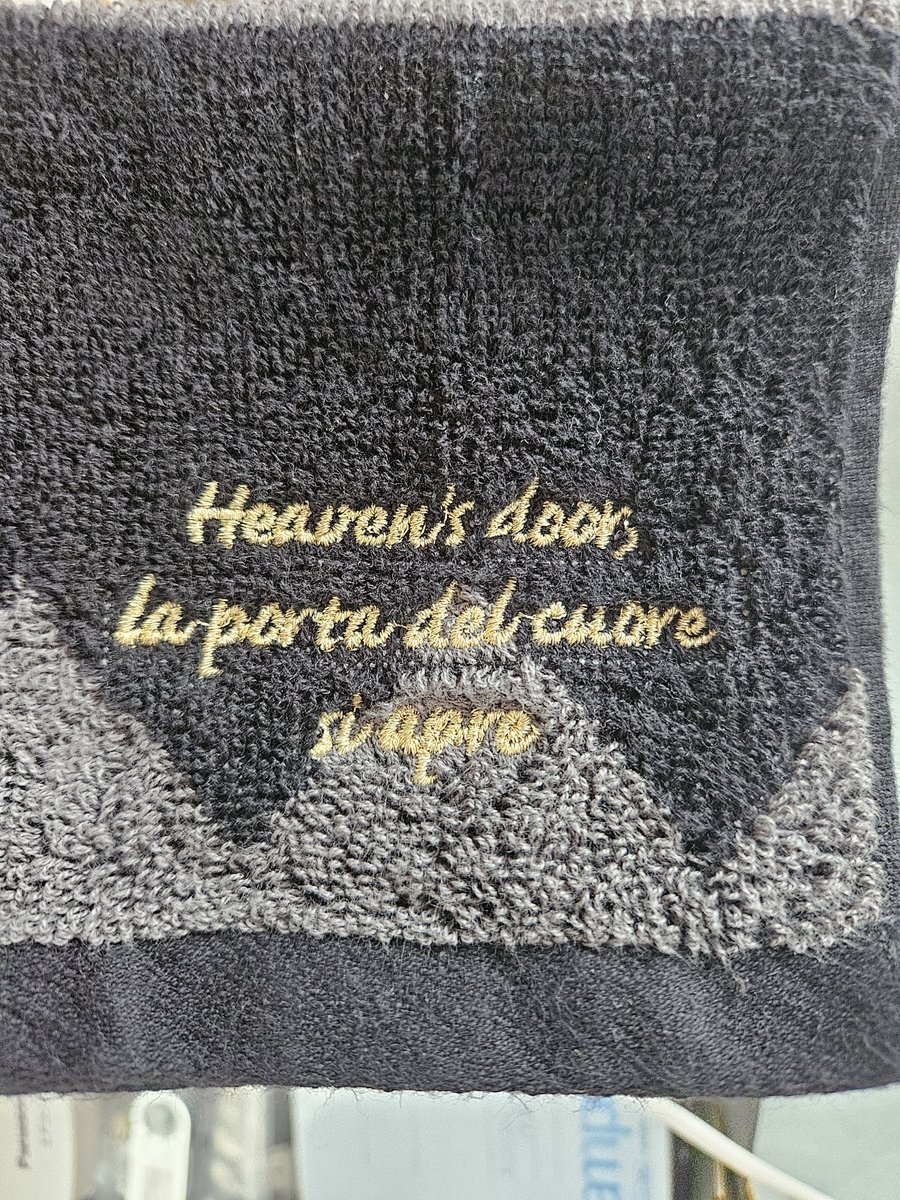 Heaven's door,
la porta del cuore
si apre